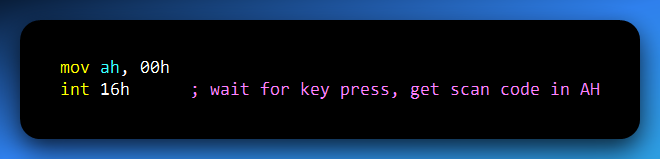 mov ah, 00h
int 16h      ; wait for key press, get scan code in AH